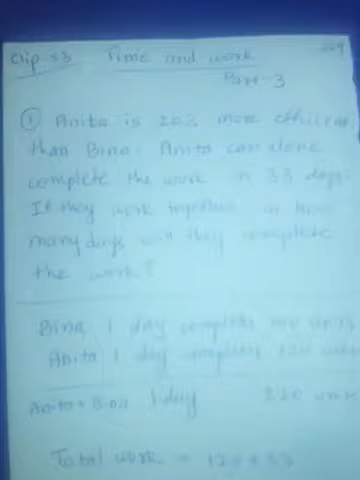 Clip-53 Time and work
Part-3
① Anita is 20% more efficient
than Bina. Anita can alone
complete the work in 33 days.
If they work together in how
many days will they complete
the work?
Bina 1 day complete 100 units
Anita 1 day complete 120 units
Anita+Bina 1 day 220 units
Total work = 120 x 33